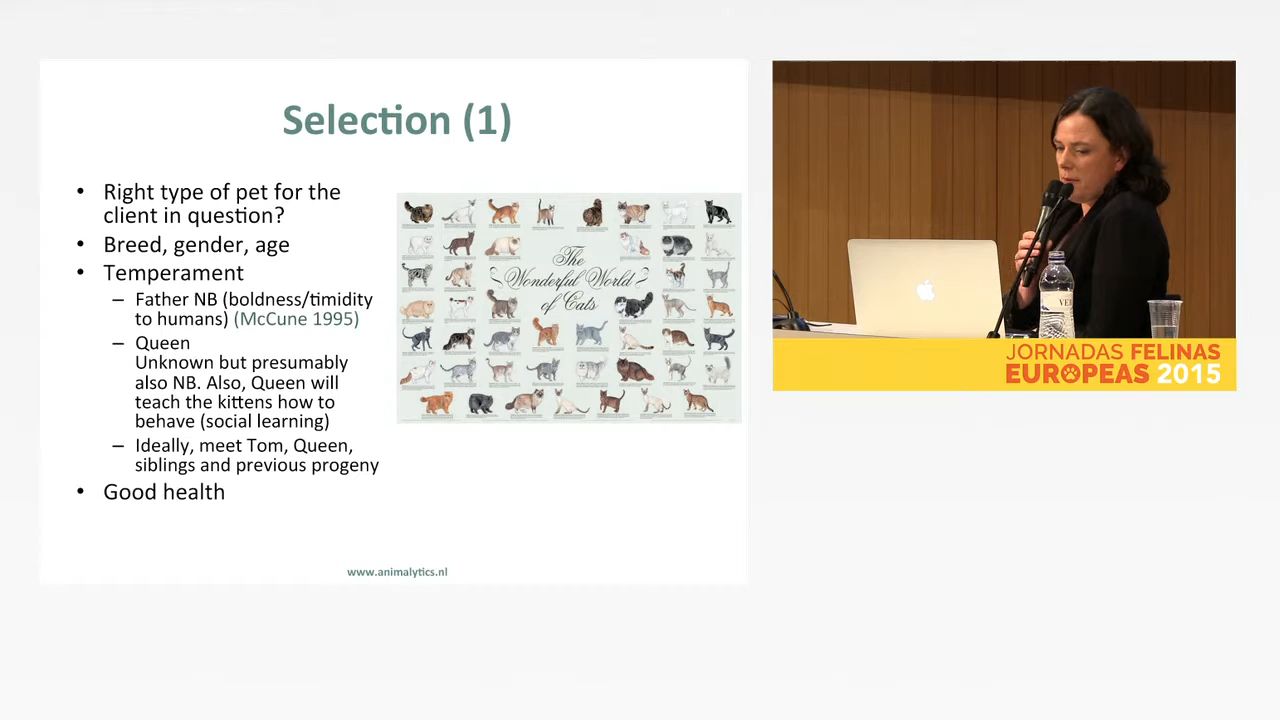 Selection (1)
• Right type of pet for the
client in question?
• Breed, gender, age
• Temperament
– Father NB (boldness/timidity
to humans) (McCune 1995)
– Queen
Unknown but presumably
also NB. Also, Queen will
teach the kittens how to
behave (social learning)
– Ideally, meet Tom, Queen,
siblings and previous progeny
• Good health
The
Wonderful World
of Cats
www.animalytics.nl
JORNADAS FELINAS
EUROPEAS 2015